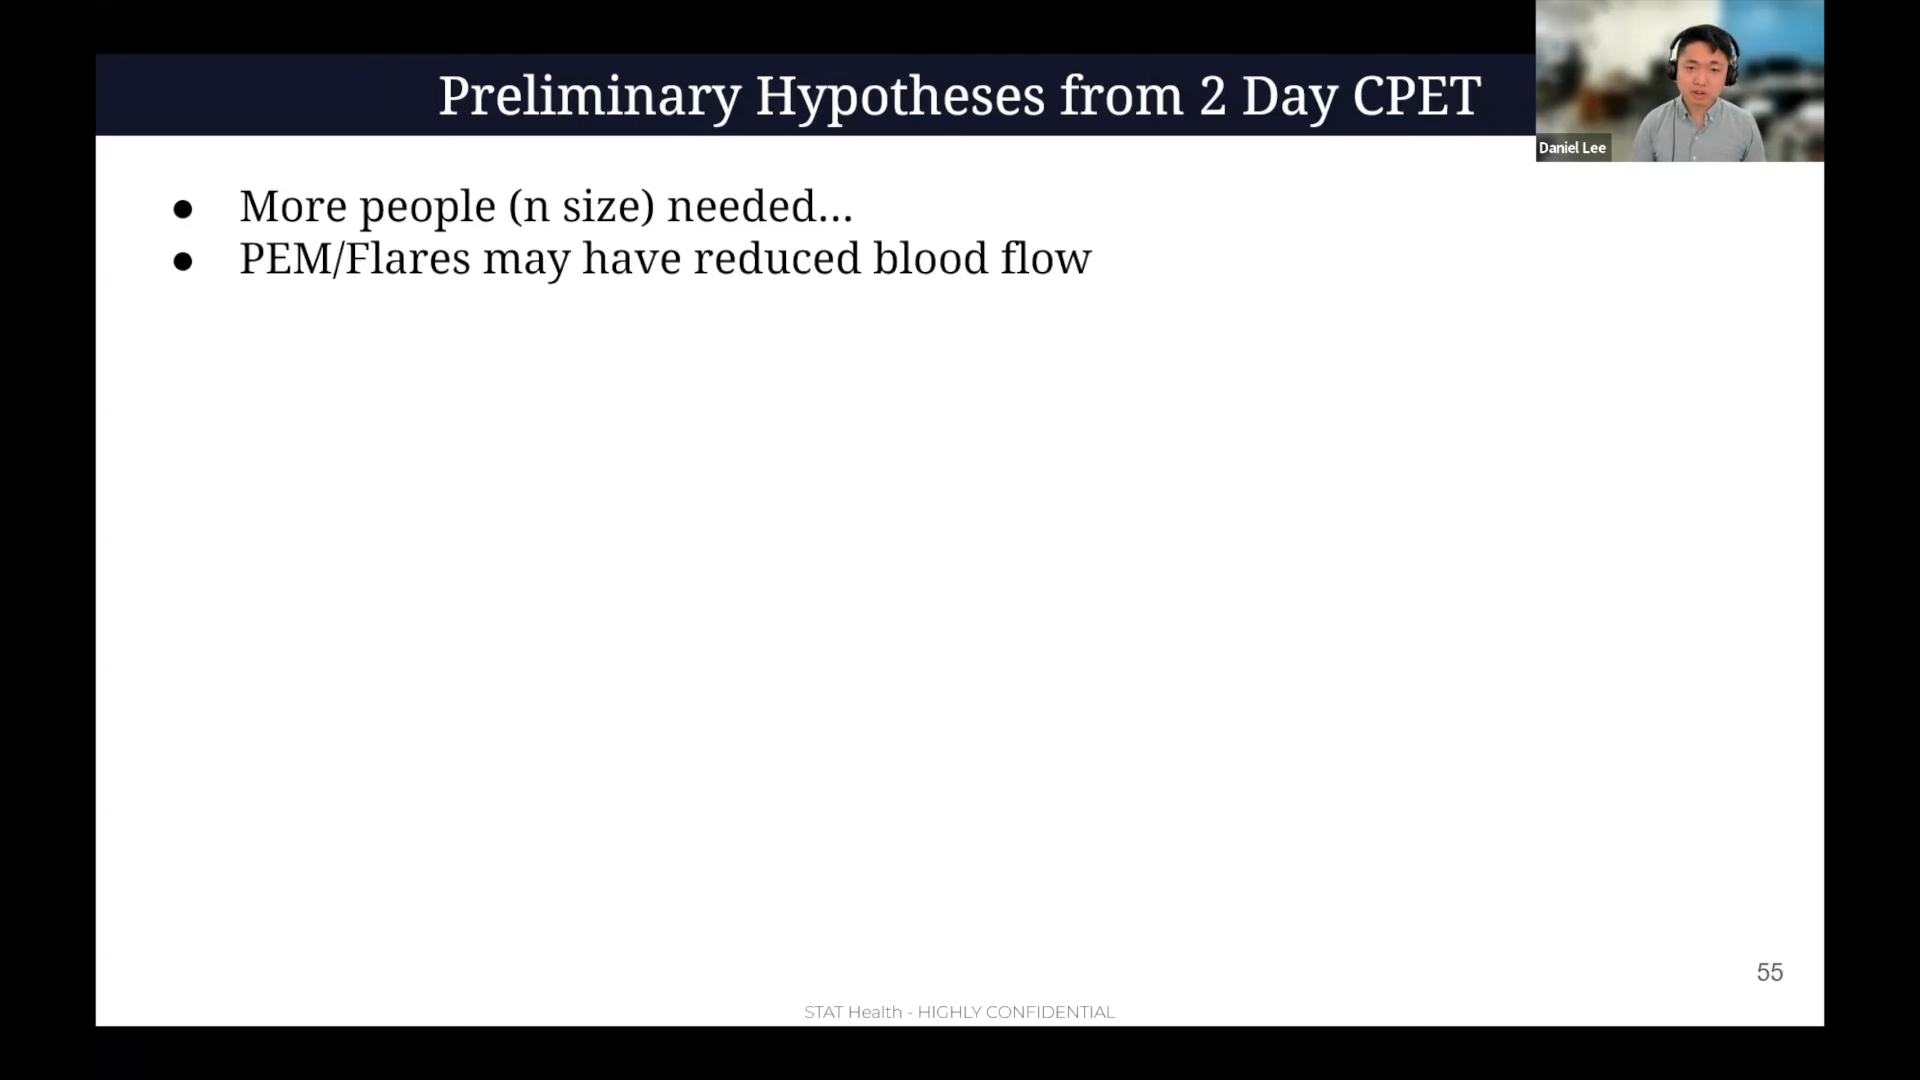 Preliminary Hypotheses from 2 Day CPET
Daniel Lee
● More people (n size) needed...
● PEM/Flares may have reduced blood flow
55
STAT Health - HIGHLY CONFIDENTIAL